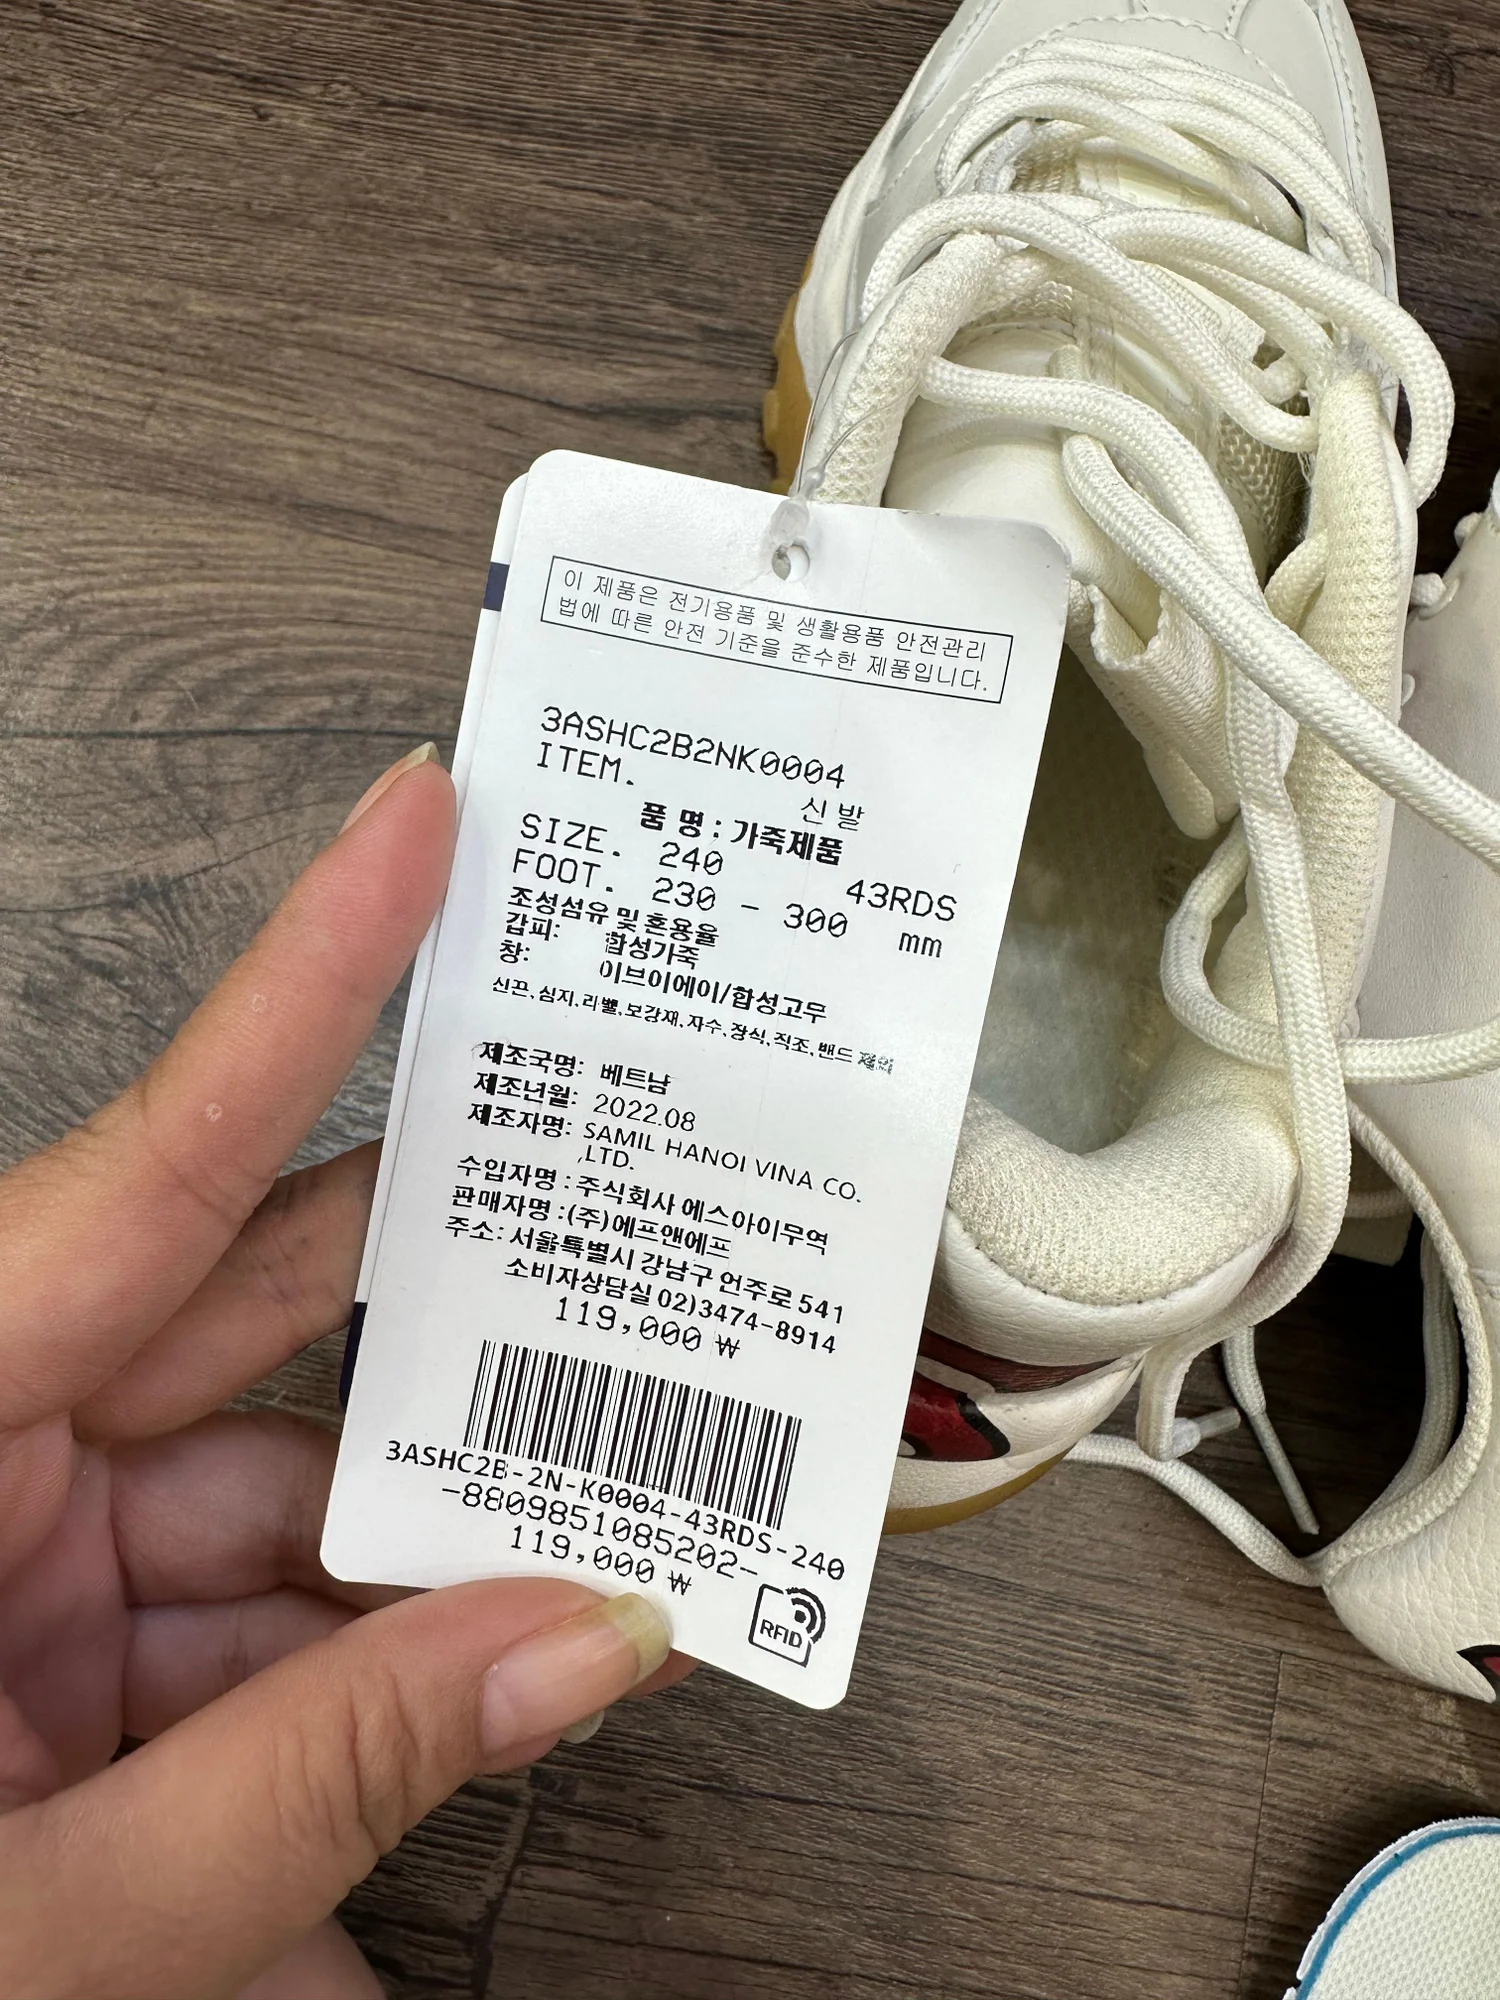 이 제품은 전기용품 및 생활용품 안전관리
법에 따른 안전 기준을 준수한 제품입니다.
3ASHC2B2NK0004
ITEM.
신발
품 명 : 가죽제품
SIZE. 240 43RDS
FOOT. 230 - 300 mm
조성섬유 및 혼용율
갑피: 합성가죽
창: 이브이에이/합성고무
신끈,심지,라벨,보강재,자수,장식,직조,밴드 제외
제조국명: 베트남
제조년월: 2022.08
제조자명: SAMIL HANOI VINA CO.
,LTD.
수입자명 : 주식회사 에스아이무역
판매자명 :(주)에프앤에프
주소: 서울특별시 강남구 언주로 541
소비자상담실 02)3474-8914
119,000 ₩
3ASHC2B-2N-K0004-43RDS-240
-8809851085202-
119,000 ₩
RFID